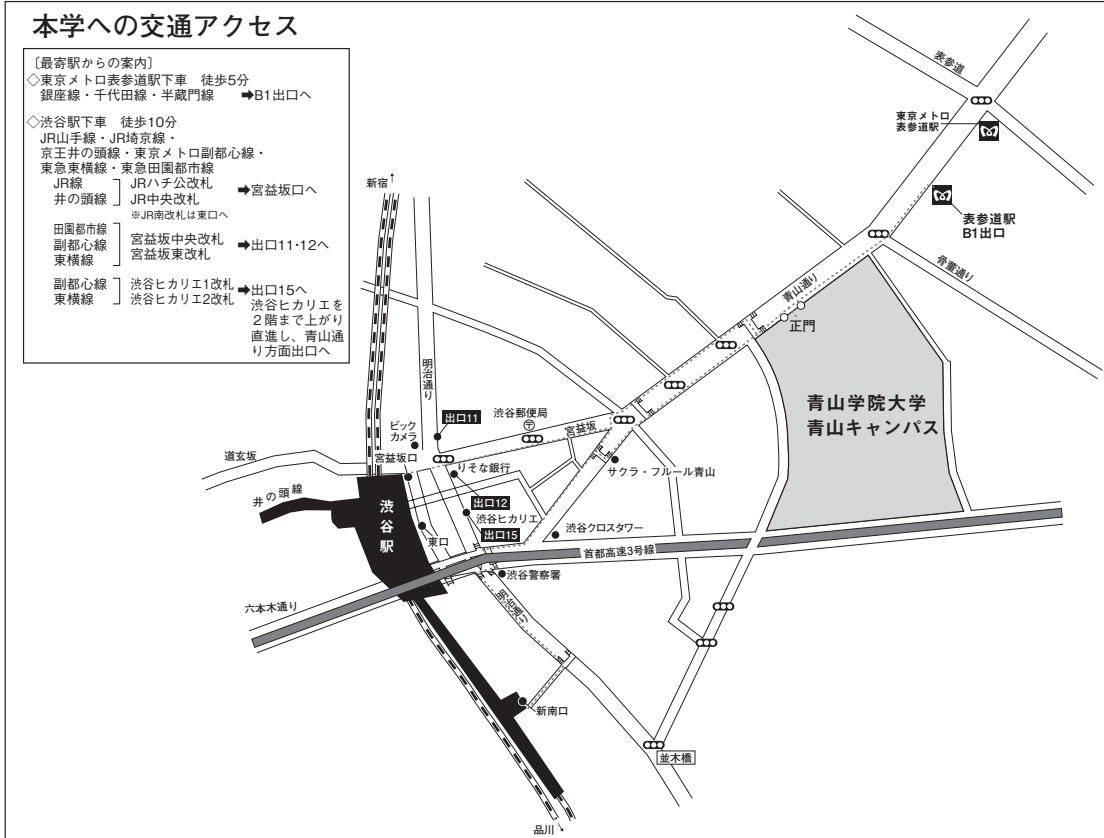 本学への交通アクセス
〔最寄駅からの案内〕
◇東京メトロ表参道駅下車　徒歩5分
銀座線・千代田線・半蔵門線　➡B1出口へ
◇渋谷駅下車　徒歩10分
JR山手線・JR埼京線・
京王井の頭線・東京メトロ副都心線・
東急東横線・東急田園都市線
JR線　JRハチ公改札
井の頭線　JR中央改札
➡宮益坂口へ
※JR南改札は東口へ
田園都市線
副都心線　宮益坂中央改札　➡出口11・12へ
東横線　宮益坂東改札
副都心線　渋谷ヒカリエ1改札　➡出口15へ
東横線　渋谷ヒカリエ2改札
渋谷ヒカリエを
２階まで上がり
直進し、青山通
り方面出口へ
表参道
東京メトロ
表参道駅
表参道駅
B1出口
骨董通り
青山通り
正門
青山学院大学
青山キャンパス
新宿↑
明治通り
出口11
渋谷郵便局
〒
宮益坂
ビック
カメラ
道玄坂
宮益坂口
りそな銀行
サクラ・フルール青山
井の頭線
渋谷駅
出口12
渋谷ヒカリエ
出口15
東口
渋谷クロスタワー
首都高速3号線
渋谷警察署
六本木通り
明治通り
新南口
並木橋
品川↘